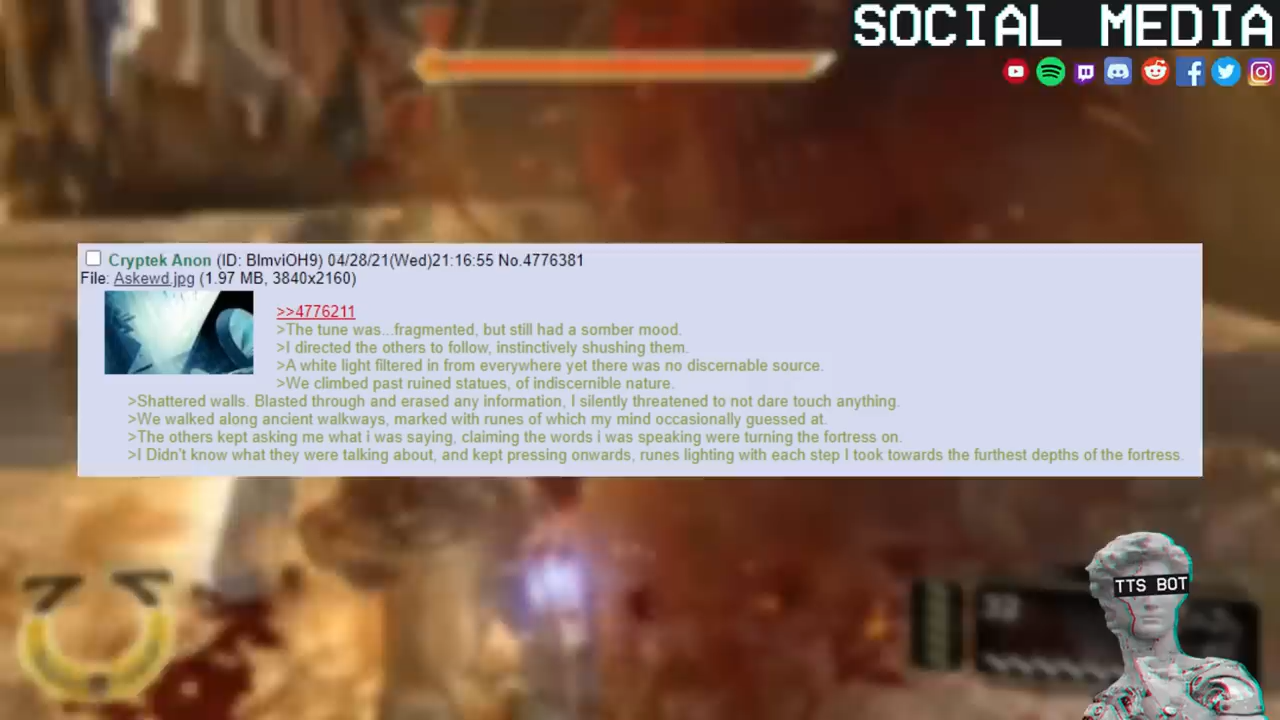 SOCIAL MEDIA
Cryptek Anon (ID: BlmviOH9) 04/28/21(Wed)21:16:55 No.4776381
File: Askewd.jpg (1.97 MB, 3840x2160)
>>4776211
>The tune was...fragmented, but still had a somber mood.
>I directed the others to follow, instinctively shushing them.
>A white light filtered in from everywhere yet there was no discernable source.
>We climbed past ruined statues, of indiscernible nature.
>Shattered walls. Blasted through and erased any information, I silently threatened to not dare touch anything.
>We walked along ancient walkways, marked with runes of which my mind occasionally guessed at.
>The others kept asking me what i was saying, claiming the words i was speaking were turning the fortress on.
>I Didn't know what they were talking about, and kept pressing onwards, runes lighting with each step I took towards the furthest depths of the fortress.
TTS BOT